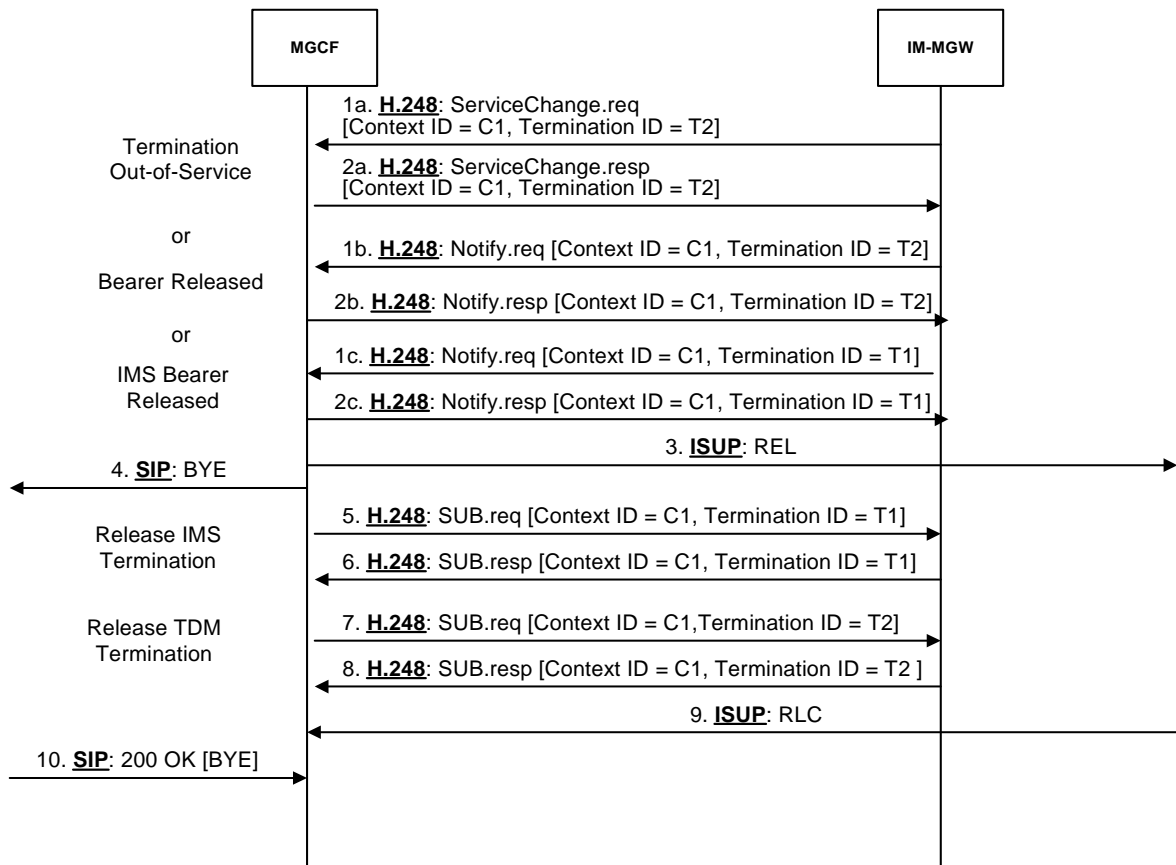 MGCF
IM-MGW
1a. H.248: ServiceChange.req
[Context ID = C1, Termination ID = T2]
Termination
Out-of-Service
2a. H.248: ServiceChange.resp
[Context ID = C1, Termination ID = T2]
or
1b. H.248: Notify.req [Context ID = C1, Termination ID = T2]
Bearer Released
2b. H.248: Notify.resp [Context ID = C1, Termination ID = T2]
or
1c. H.248: Notify.req [Context ID = C1, Termination ID = T1]
IMS Bearer
Released
2c. H.248: Notify.resp [Context ID = C1, Termination ID = T1]
3. ISUP: REL
4. SIP: BYE
5. H.248: SUB.req [Context ID = C1, Termination ID = T1]
Release IMS
Termination
6. H.248: SUB.resp [Context ID = C1, Termination ID = T1]
7. H.248: SUB.req [Context ID = C1,Termination ID = T2]
Release TDM
Termination
8. H.248: SUB.resp [Context ID = C1, Termination ID = T2 ]
9. ISUP: RLC
10. SIP: 200 OK [BYE]